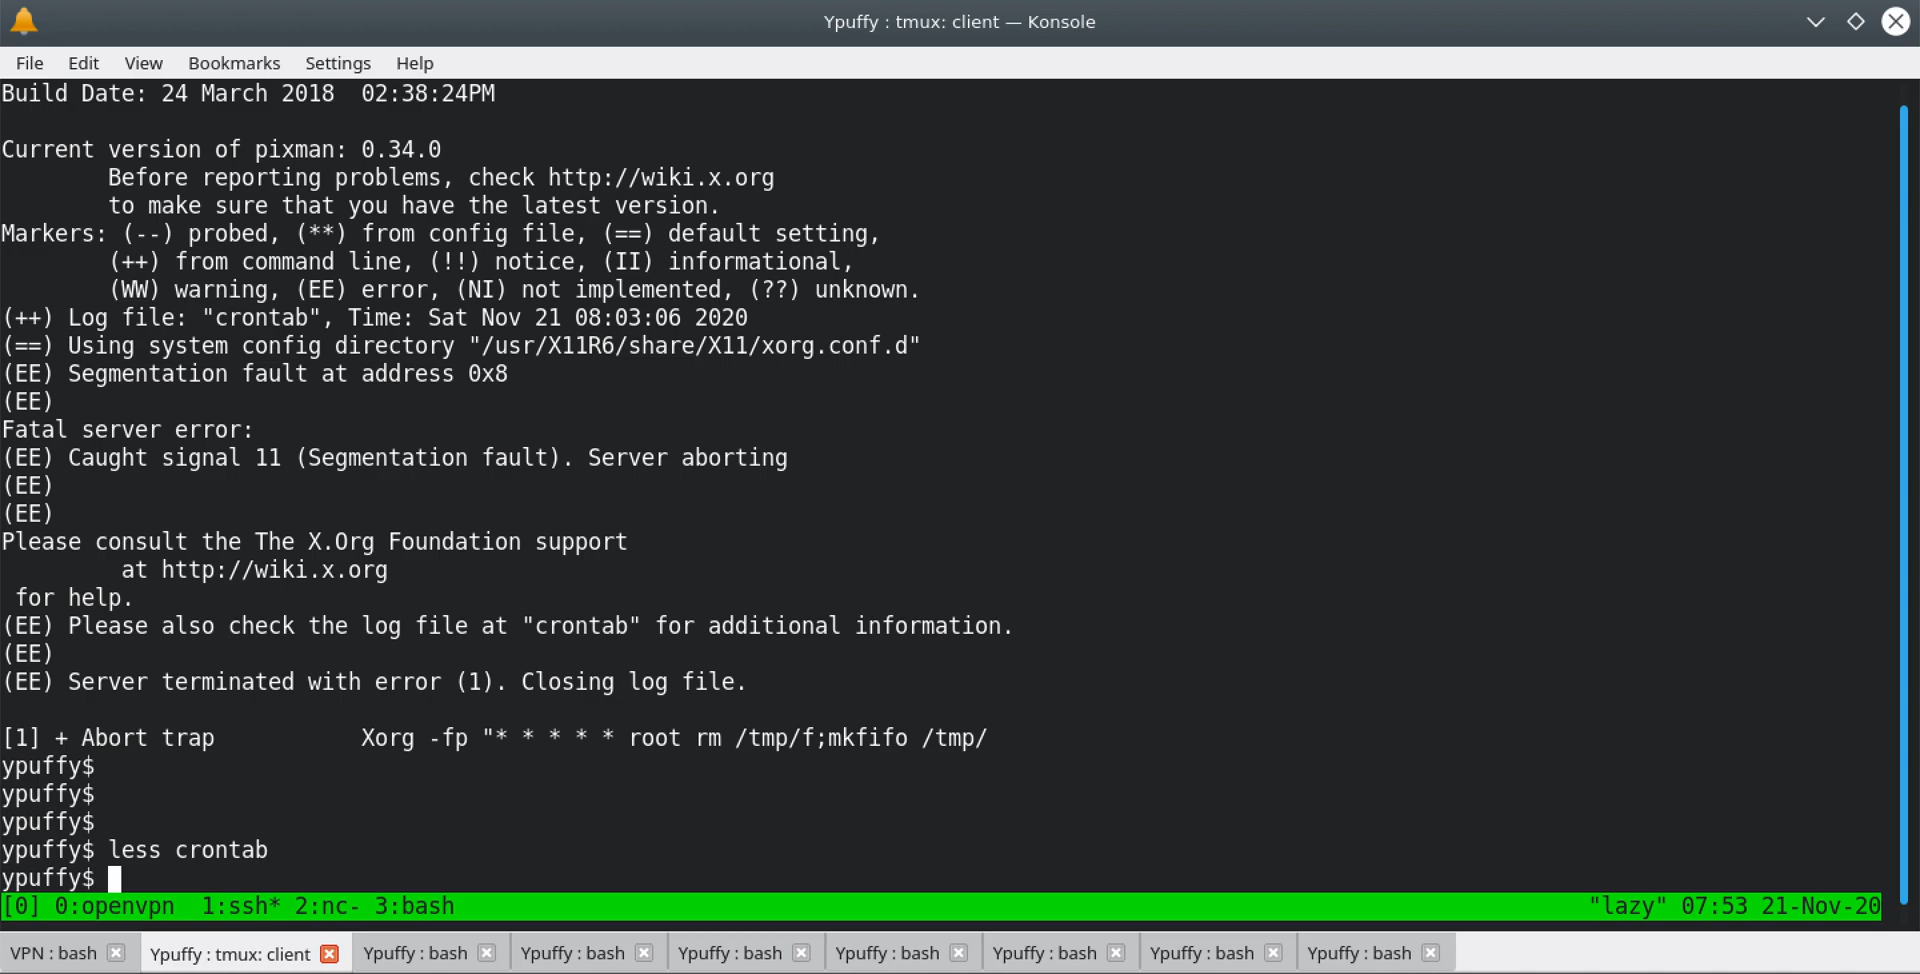 Ypuffy : tmux: client — Konsole
File Edit View Bookmarks Settings Help
Build Date: 24 March 2018  02:38:24PM
Current version of pixman: 0.34.0
Before reporting problems, check http://wiki.x.org
to make sure that you have the latest version.
Markers: (--) probed, (**) from config file, (==) default setting,
(++) from command line, (!!) notice, (II) informational,
(WW) warning, (EE) error, (NI) not implemented, (??) unknown.
(++) Log file: "crontab", Time: Sat Nov 21 08:03:06 2020
(==) Using system config directory "/usr/X11R6/share/X11/xorg.conf.d"
(EE) Segmentation fault at address 0x8
(EE)
Fatal server error:
(EE) Caught signal 11 (Segmentation fault). Server aborting
(EE)
(EE)
Please consult the The X.Org Foundation support
at http://wiki.x.org
for help.
(EE) Please also check the log file at "crontab" for additional information.
(EE)
(EE) Server terminated with error (1). Closing log file.
[1] + Abort trap           Xorg -fp "* * * * * root rm /tmp/f;mkfifo /tmp/
ypuffy$
ypuffy$
ypuffy$
ypuffy$ less crontab
ypuffy$
[0] 0:openvpn  1:ssh* 2:nc- 3:bash "lazy" 07:53 21-Nov-20
VPN : bash Ypuffy : tmux: client Ypuffy : bash Ypuffy : bash Ypuffy : bash Ypuffy : bash Ypuffy : bash Ypuffy : bash Ypuffy : bash